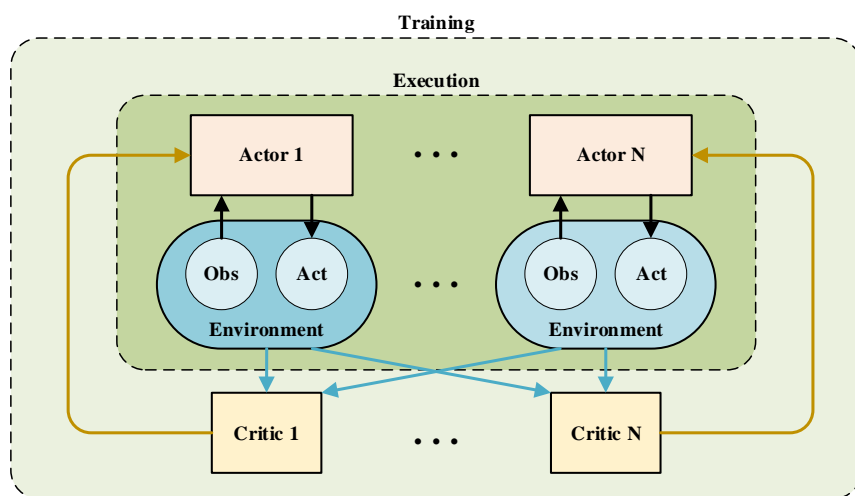 Training
Execution
Actor 1
• • •
Actor N
Obs
Act
• • •
Obs
Act
Environment
Environment
Critic 1
• • •
Critic N